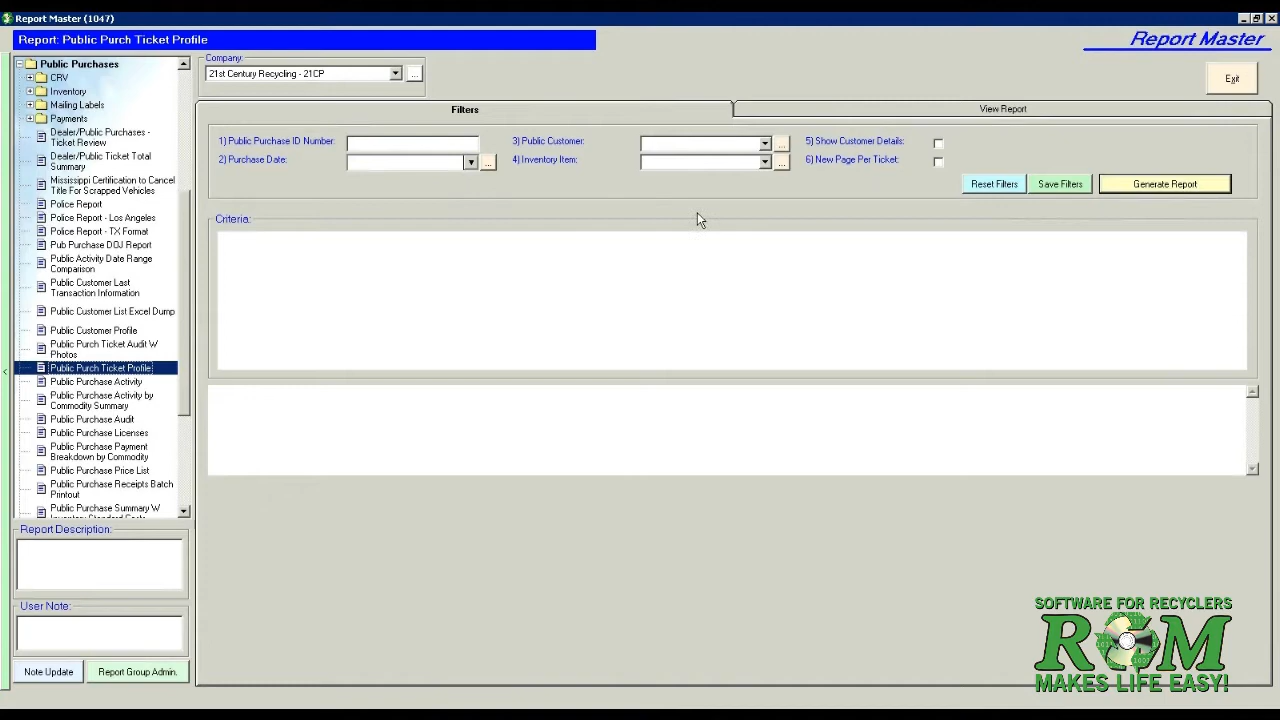 Report Master (1047)
Report: Public Purch Ticket Profile
Report Master
Public Purchases
CRV
Inventory
Mailing Labels
Payments
Dealer/Public Purchases -
Ticket Review
Dealer/Public Ticket Total
Summary
Mississippi Certification to Cancel
Title For Scrapped Vehicles
Police Report
Police Report - Los Angeles
Police Report - TX Format
Pub Purchase DOJ Report
Public Activity Date Range
Comparison
Public Customer Last
Transaction Information
Public Customer List Excel Dump
Public Customer Profile
Public Purch Ticket Audit W
Photos
Public Purch Ticket Profile
Public Purchase Activity
Public Purchase Activity by
Commodity Summary
Public Purchase Audit
Public Purchase Licenses
Public Purchase Payment
Breakdown by Commodity
Public Purchase Price List
Public Purchase Receipts Batch
Printout
Public Purchase Summary W
Report Description:
User Note:
Note Update
Report Group Admin.
Company:
21st Century Recycling - 21CP
...
Exit
Filters
View Report
1) Public Purchase ID Number:
2) Purchase Date:
...
3) Public Customer:
...
4) Inventory Item:
...
5) Show Customer Details:
6) New Page Per Ticket:
Reset Filters
Save Filters
Generate Report
Criteria:
SOFTWARE FOR RECYCLERS
RGM
MAKES LIFE EASY!